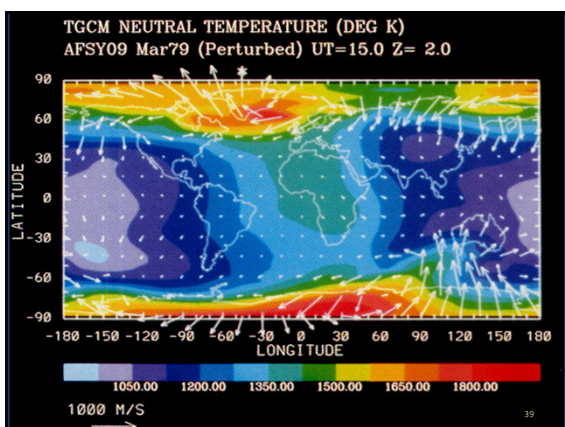 TGCM NEUTRAL TEMPERATURE (DEG K)
AFSY09 Mar79 (Perturbed) UT=15.0 Z= 2.0
90
60
30
0
-30
-60
-90
LATITUDE
-180 -150 -120 -90 -60 -30 0 30 60 90 120 150 180
LONGITUDE
1050.00 1200.00 1350.00 1500.00 1650.00 1800.00
1000 M/S
39